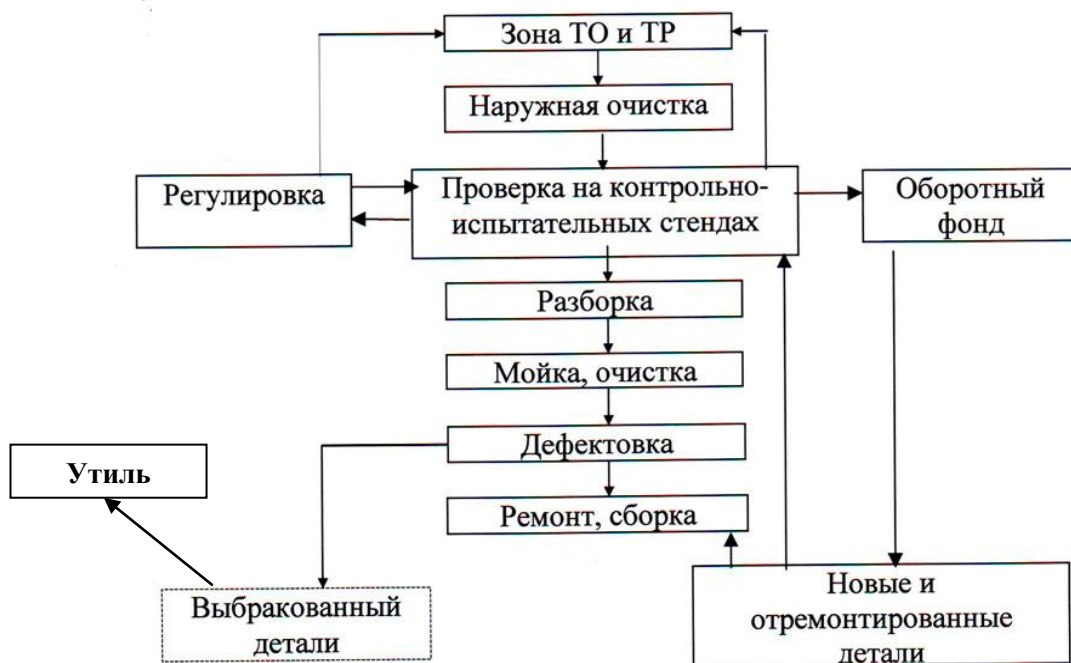 Зона ТО и ТР
Наружная очистка
Регулировка
Проверка на контрольно-
испытательных стендах
Оборотный
фонд
Разборка
Мойка, очистка
Дефектовка
Утиль
Ремонт, сборка
Выбракованный
детали
Новые и
отремонтированные
детали